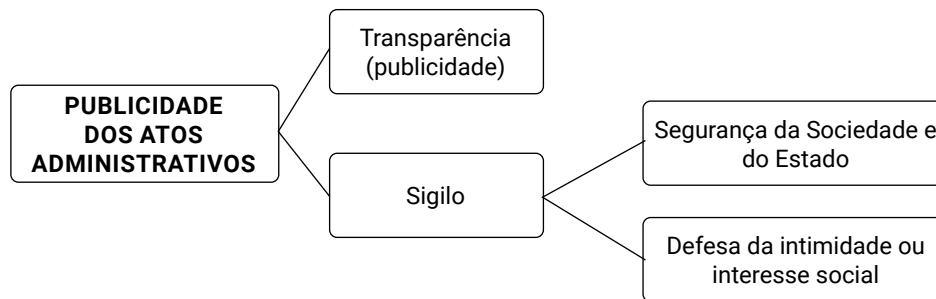 PUBLICIDADE
DOS ATOS
ADMINISTRATIVOS
Transparência
(publicidade)
Sigilo
Segurança da Sociedade e
do Estado
Defesa da intimidade ou
interesse social